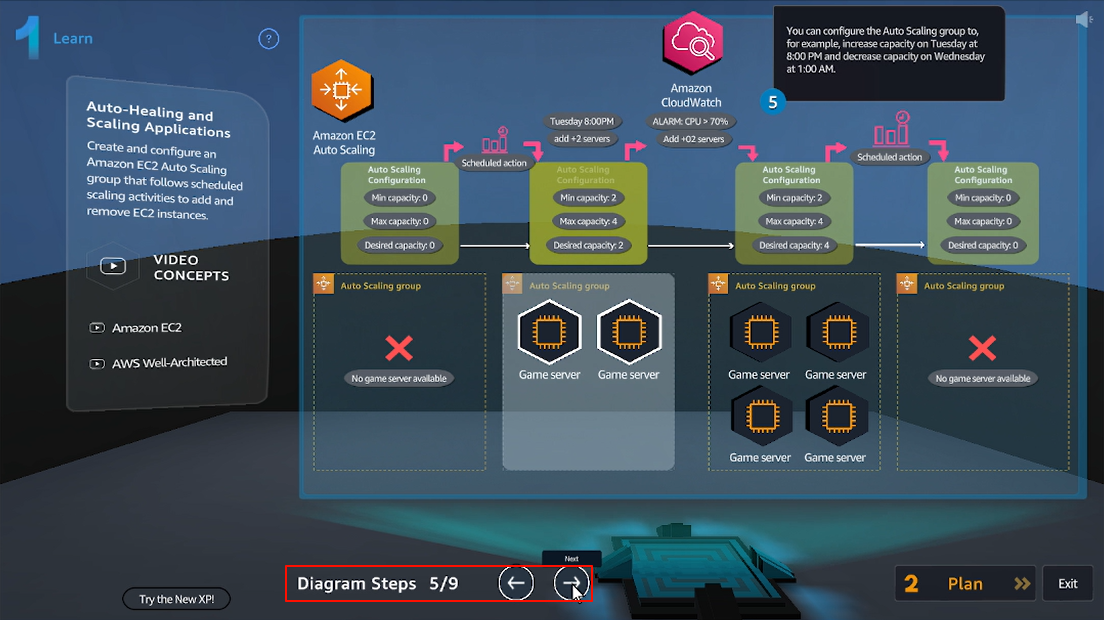 1 Learn
?
Auto-Healing and
Scaling Applications
Create and configure an
Amazon EC2 Auto Scaling
group that follows scheduled
scaling activities to add and
remove EC2 instances.
VIDEO
CONCEPTS
Amazon EC2
AWS Well-Architected
You can configure the Auto Scaling group to,
for example, increase capacity on Tuesday at
8:00 PM and decrease capacity on Wednesday
at 1:00 AM.
5
Amazon EC2
Auto Scaling
Amazon
CloudWatch
Scheduled action
Tuesday 8:00PM
add +2 servers
ALARM: CPU > 70%
Add +02 servers
Scheduled action
Auto Scaling
Configuration
Min capacity: 0
Max capacity: 0
Desired capacity: 0
Auto Scaling
Configuration
Min capacity: 2
Max capacity: 4
Desired capacity: 2
Auto Scaling
Configuration
Min capacity: 2
Max capacity: 4
Desired capacity: 4
Auto Scaling
Configuration
Min capacity: 0
Max capacity: 0
Desired capacity: 0
Auto Scaling group
No game server available
Auto Scaling group
Game server Game server
Auto Scaling group
Game server Game server
Game server Game server
Auto Scaling group
No game server available
Next
Diagram Steps 5/9
Try the New XP!
2 Plan
Exit